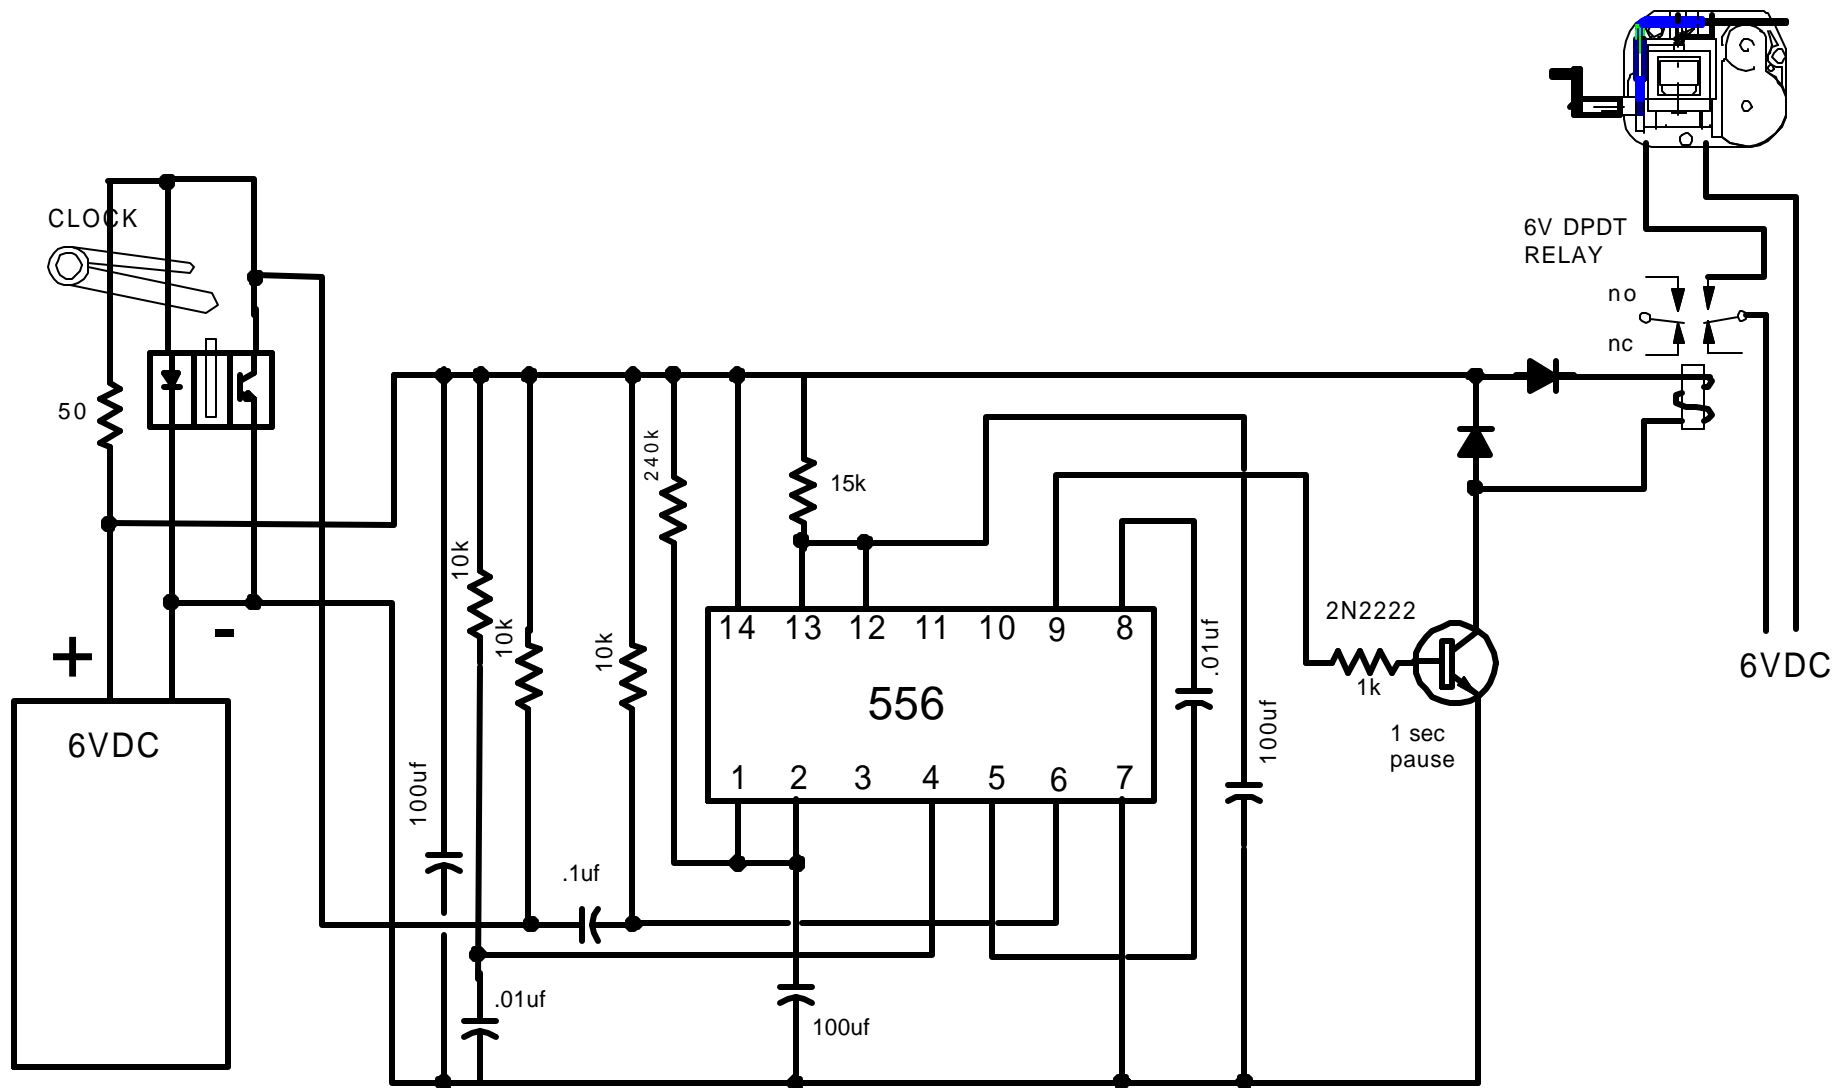 CLOCK
6V DPDT
RELAY
no
nc
50
240k
15k
10k
10k
10k
14 13 12 11 10 9 8
556
1 2 3 4 5 6 7
.01uf
100uf
2N2222
1k
1 sec
pause
6VDC
+
-
6VDC
100uf
.1uf
.01uf
100uf